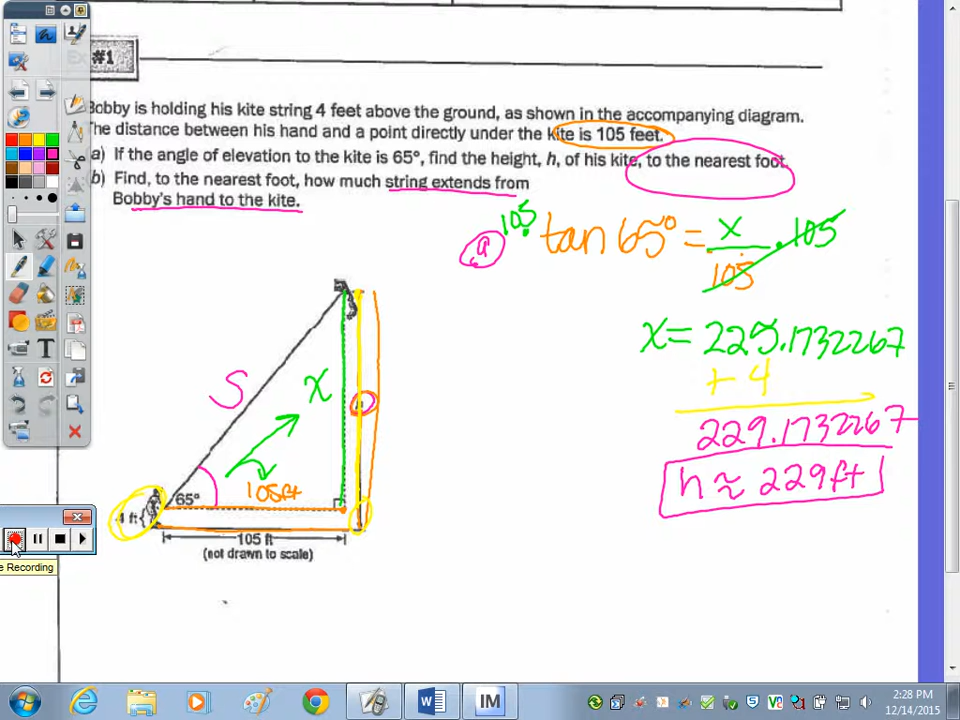 #1
Bobby is holding his kite string 4 feet above the ground, as shown in the accompanying diagram.
The distance between his hand and a point directly under the kite is 105 feet.
a) If the angle of elevation to the kite is 65°, find the height, h, of his kite, to the nearest foot.
b) Find, to the nearest foot, how much string extends from
Bobby's hand to the kite.
a
105 · tan 65° = x/105 · 105
x = 225.1732267
+ 4
229.1732267
h ≈ 229ft
S
x
105ft
65°
4 ft
105 ft
(not drawn to scale)
e Recording
W
IM
2:28 PM
12/14/2015